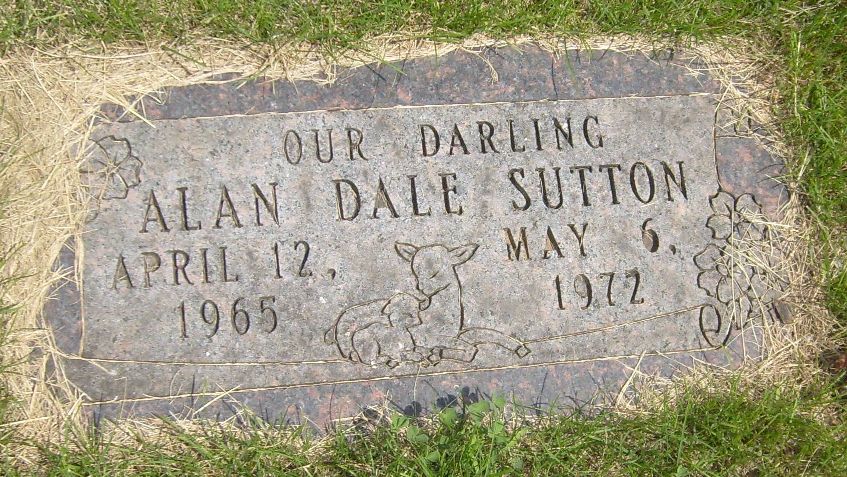 OUR DARLING
ALAN DALE SUTTON
APRIL 12, MAY 6,
1965 1972